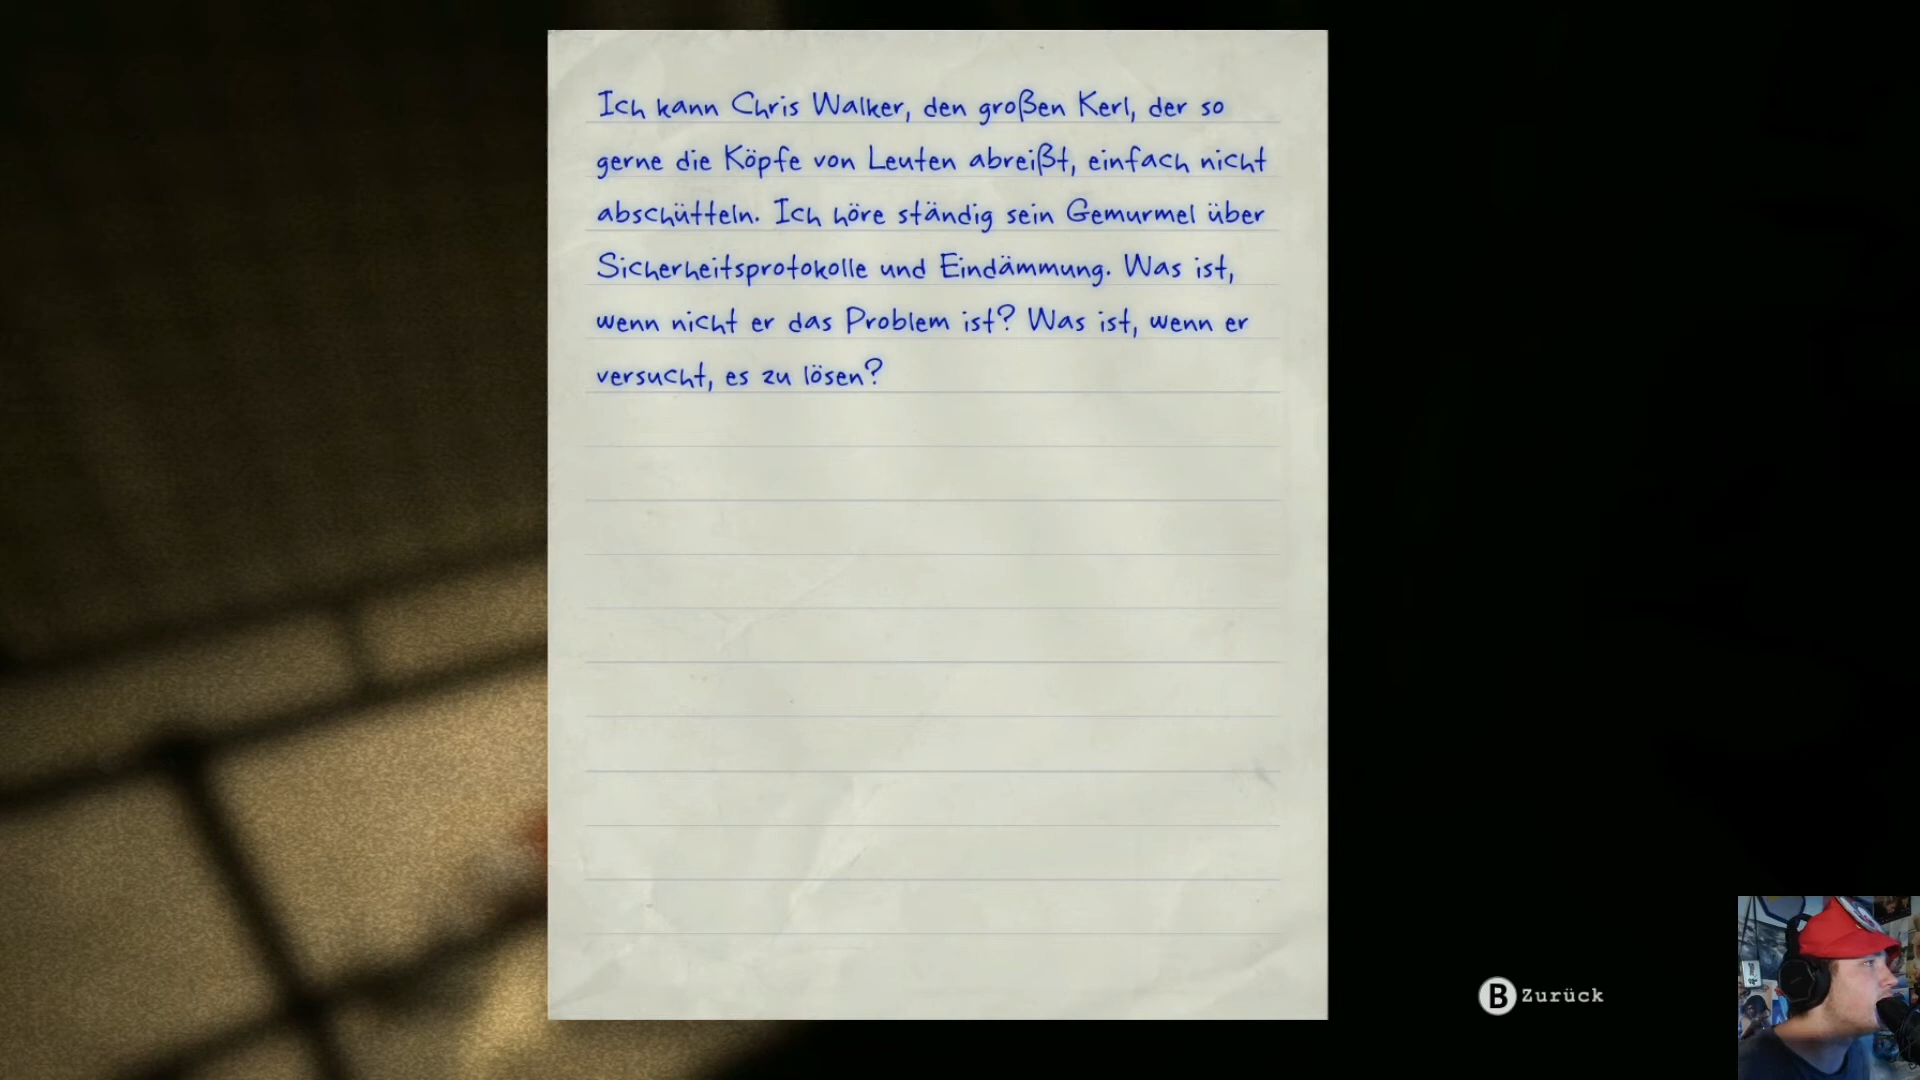 Ich kann Chris Walker, den großen Kerl, der so
gerne die Köpfe von Leuten abreißt, einfach nicht
abschütteln. Ich höre ständig sein Gemurmel über
Sicherheitsprotokolle und Eindämmung. Was ist,
wenn nicht er das Problem ist? Was ist, wenn er
versucht, es zu lösen?
B Zurück